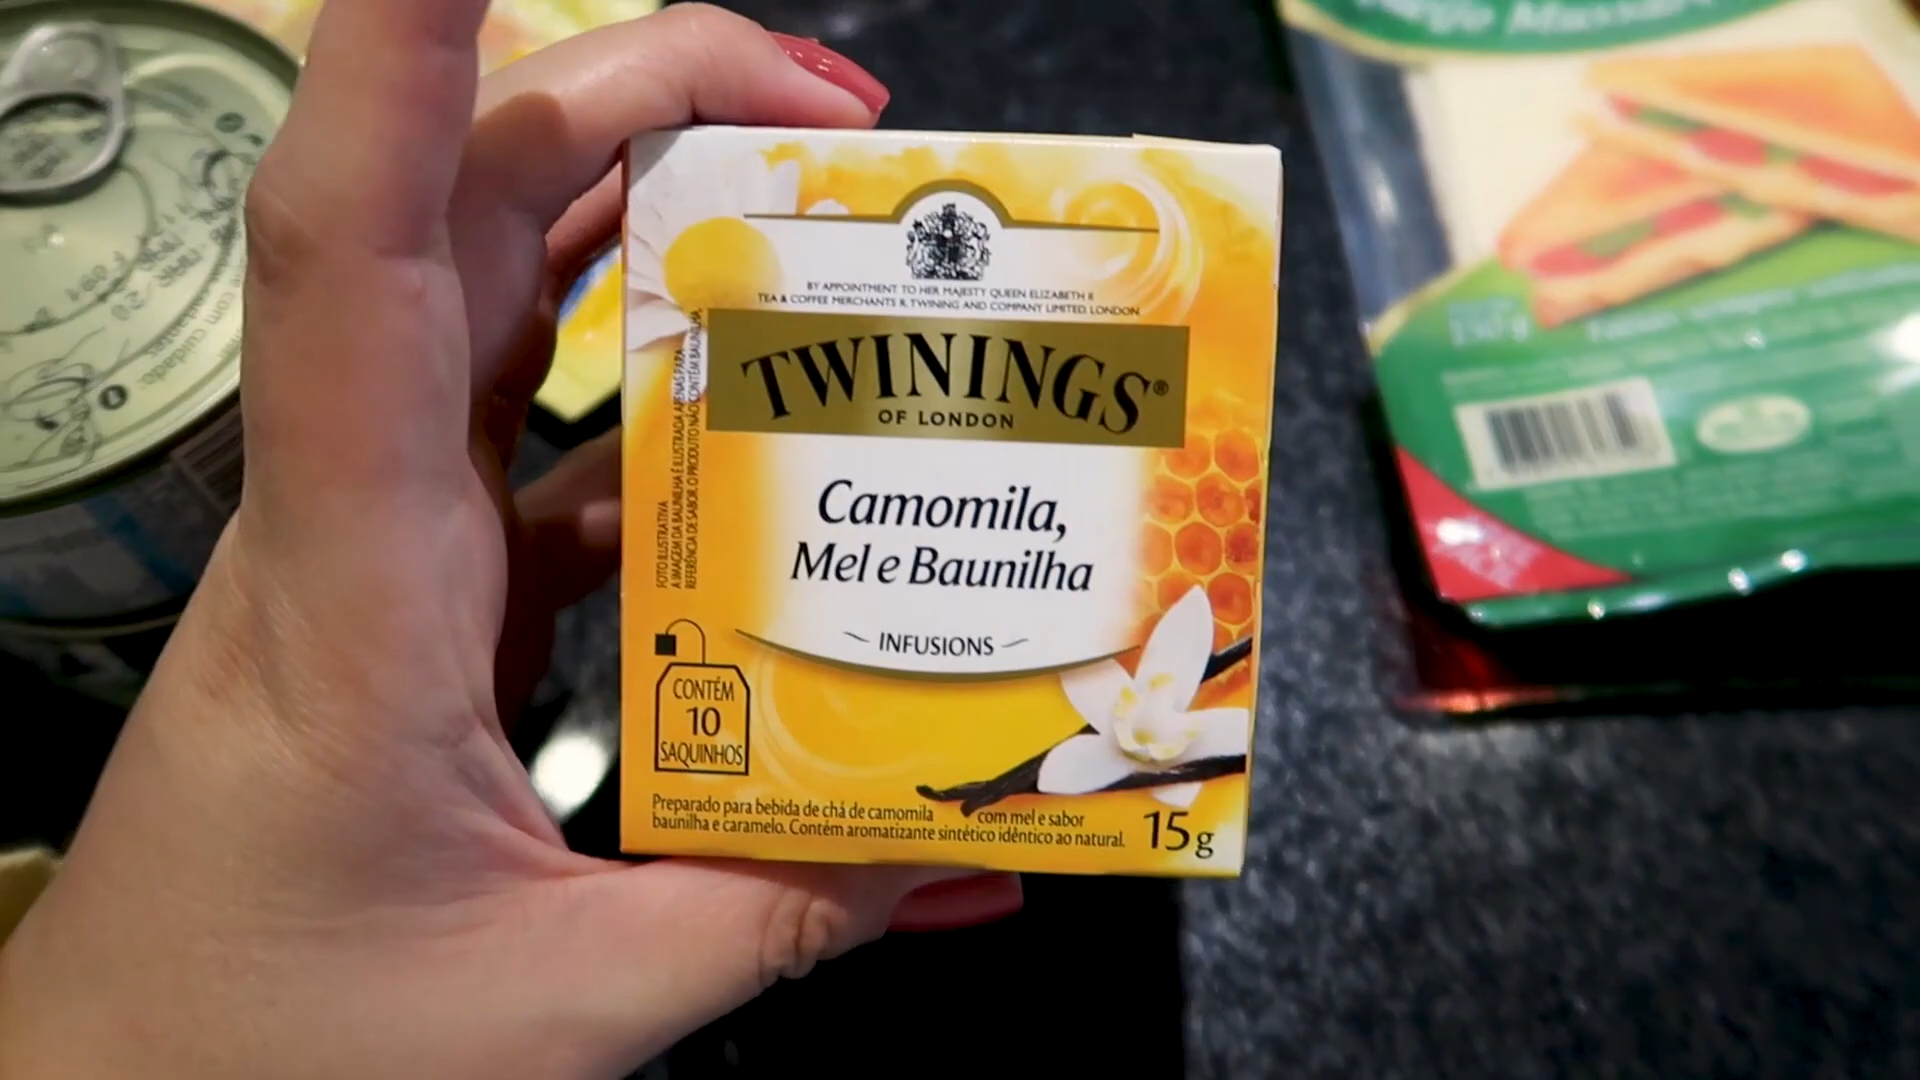 BY APPOINTMENT TO HER MAJESTY QUEEN ELIZABETH II
TEA & COFFEE MERCHANTS R. TWINING AND COMPANY LIMITED, LONDON
TWININGS®
OF LONDON
Camomila,
Mel e Baunilha
INFUSIONS
FOTO ILUSTRATIVA
A IMAGEM DA BAUNILHA É ILUSTRADA APENAS PARA
REFERÊNCIA DE SABOR. O PRODUTO NÃO CONTÉM BAUNILHA
CONTÉM
10
SAQUINHOS
Preparado para bebida de chá de camomila com mel e sabor
baunilha e caramelo. Contém aromatizante sintético idêntico ao natural.
15g
com cuidado.